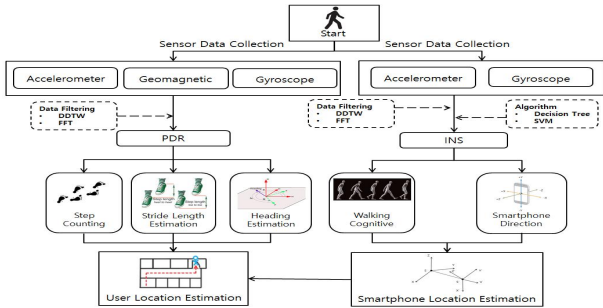 Start
Sensor Data Collection
Sensor Data Collection
Accelerometer
Geomagnetic
Gyroscope
Accelerometer
Gyroscope
Data Filtering
• DDTW
• FFT
Data Filtering
• DDTW
• FFT
Algorithm
• Decision Tree
• SVM
PDR
INS
Step
Counting
Stride Length
Estimation
Heading
Estimation
Walking
Cognitive
Smartphone
Direction
User Location Estimation
Smartphone Location Estimation